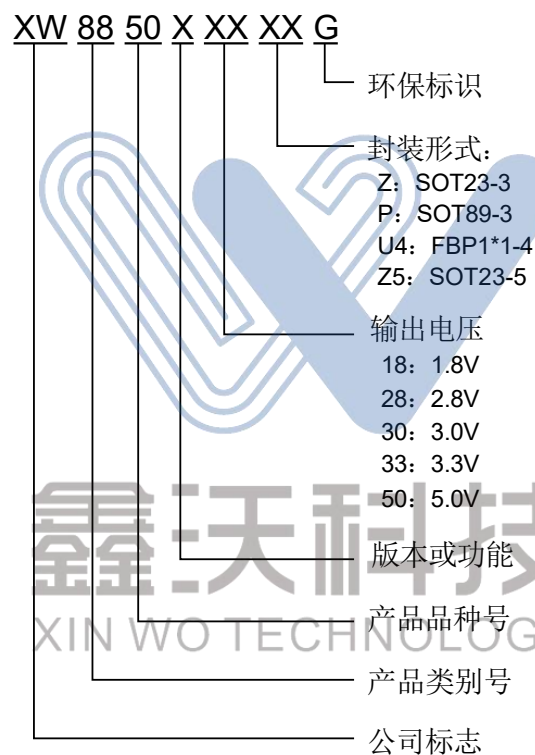 XW 88 50 X XX XX G
环保标识
封装形式：
Z：SOT23-3
P：SOT89-3
U4：FBP1*1-4
Z5：SOT23-5
输出电压
18：1.8V
28：2.8V
30：3.0V
33：3.3V
50：5.0V
鑫沃科技
版本或功能
产品品种号
XIN WO TECHNOLOG
产品类别号
公司标志